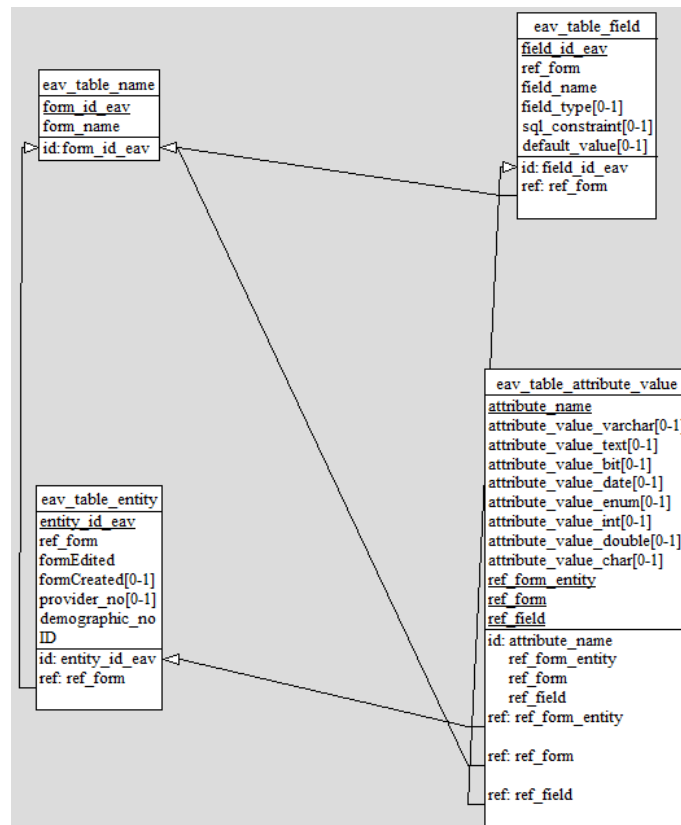 eav_table_name
form_id_eav
form_name
id: form_id_eav
eav_table_field
field_id_eav
ref_form
field_name
field_type[0-1]
sql_constraint[0-1]
default_value[0-1]
id: field_id_eav
ref: ref_form
eav_table_entity
entity_id_eav
ref_form
formEdited
formCreated[0-1]
provider_no[0-1]
demographic_no
ID
id: entity_id_eav
ref: ref_form
eav_table_attribute_value
attribute_name
attribute_value_varchar[0-1]
attribute_value_text[0-1]
attribute_value_bit[0-1]
attribute_value_date[0-1]
attribute_value_enum[0-1]
attribute_value_int[0-1]
attribute_value_double[0-1]
attribute_value_char[0-1]
ref_form_entity
ref_form
ref_field
id: attribute_name
ref_form_entity
ref_form
ref_field
ref: ref_form_entity
ref: ref_form
ref: ref_field